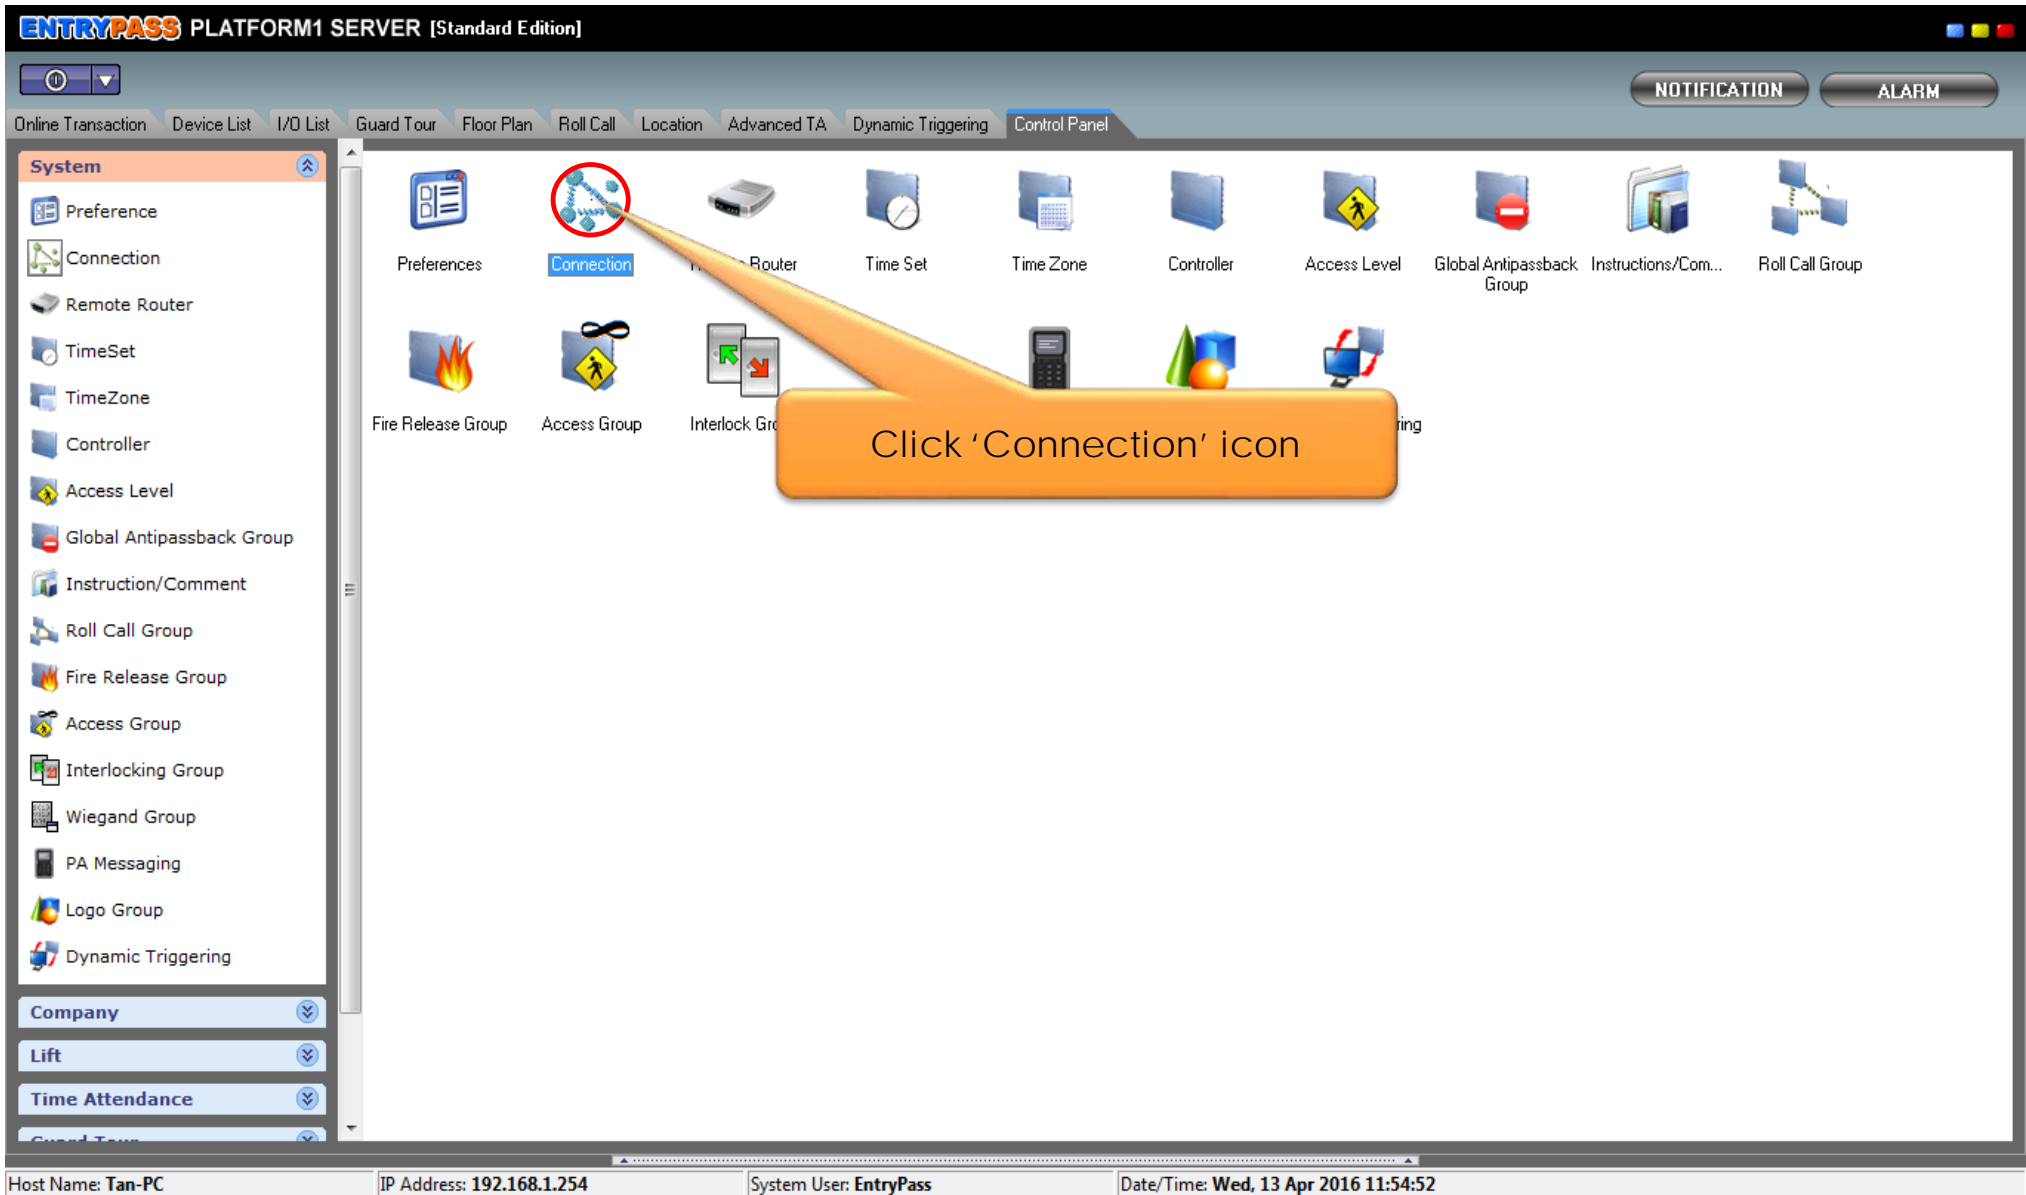 ENTRYPASS PLATFORM1 SERVER [Standard Edition]
NOTIFICATION ALARM
Online Transaction Device List I/O List Guard Tour Floor Plan Roll Call Location Advanced TA Dynamic Triggering Control Panel
System
Preference
Connection
Remote Router
TimeSet
TimeZone
Controller
Access Level
Global Antipassback Group
Instruction/Comment
Roll Call Group
Fire Release Group
Access Group
Interlocking Group
Wiegand Group
PA Messaging
Logo Group
Dynamic Triggering
Company
Lift
Time Attendance
Guard Tour
Preferences Connection Router Time Set Time Zone Controller Access Level Global Antipassback Instructions/Com... Roll Call Group
Group
Fire Release Group Access Group Interlock
Click ‘Connection’ icon
Host Name: Tan-PC IP Address: 192.168.1.254 System User: EntryPass Date/Time: Wed, 13 Apr 2016 11:54:52